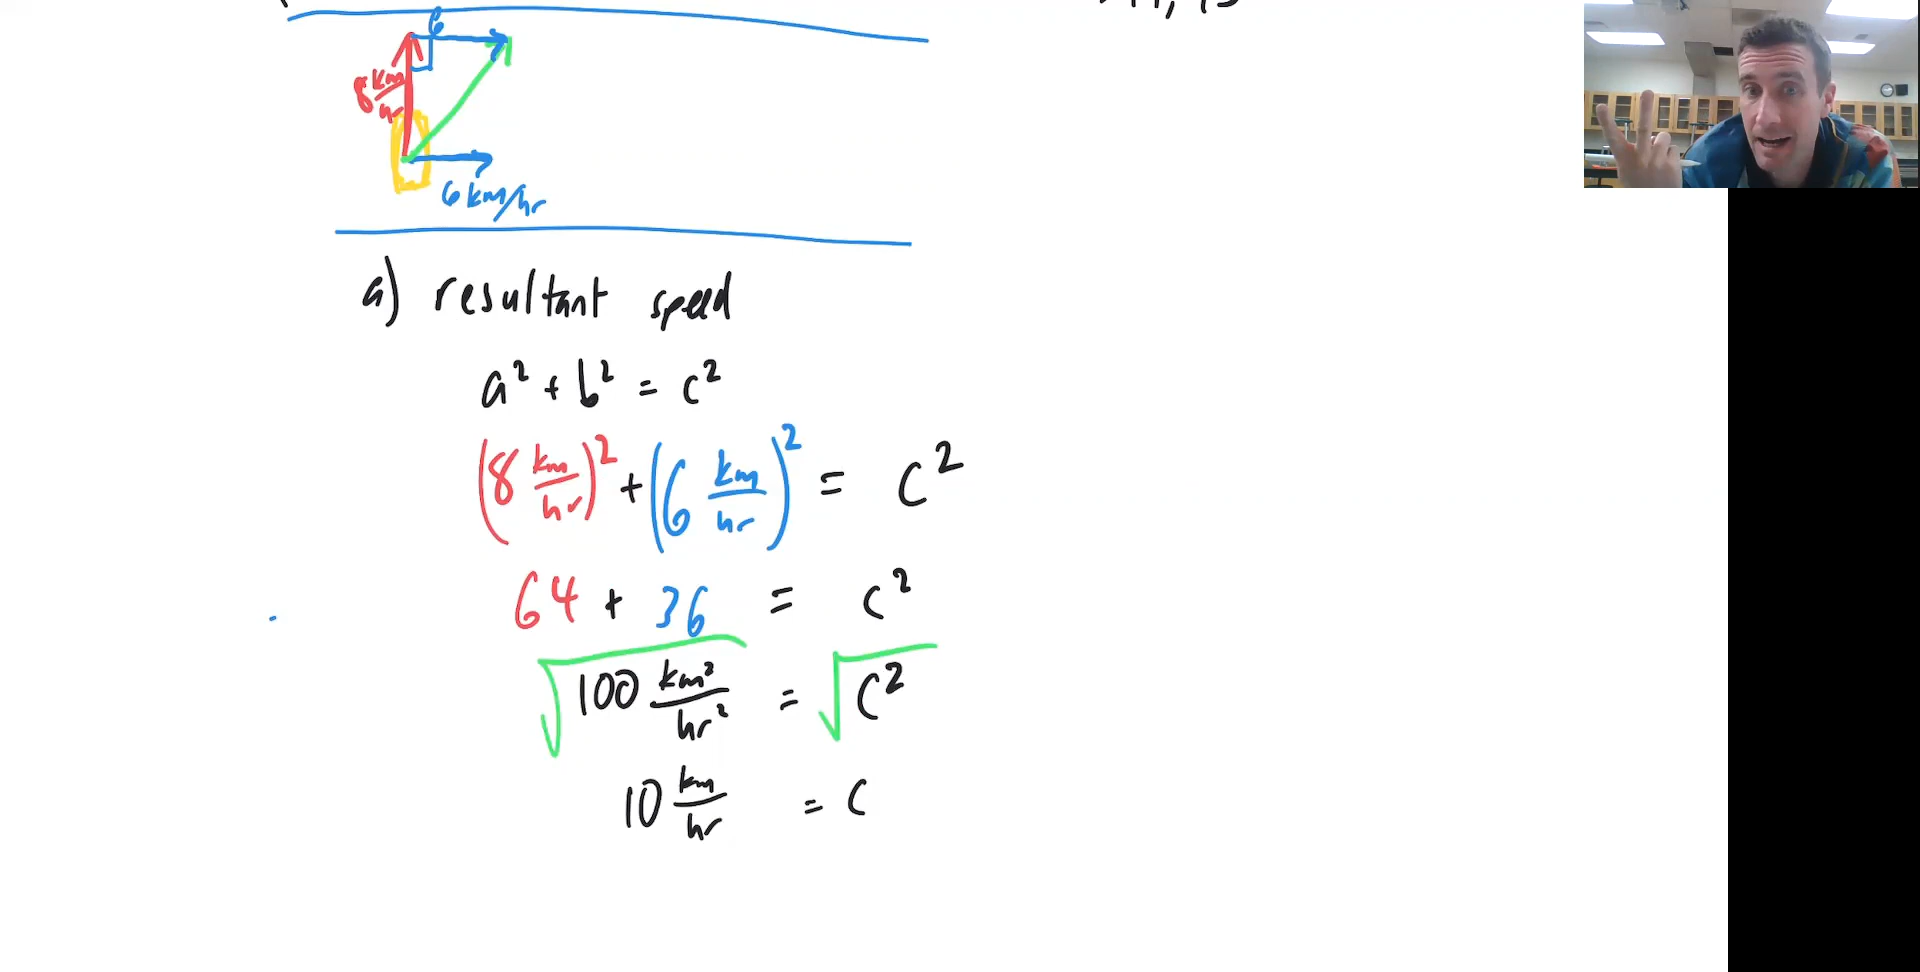 6
8 km/hr
6 km/hr
a) resultant speed
a² + b² = c²
(8 km/hr)² + (6 km/hr)² = c²
64 + 36 = c²
√100 km²/hr² = √c²
10 km/hr = c